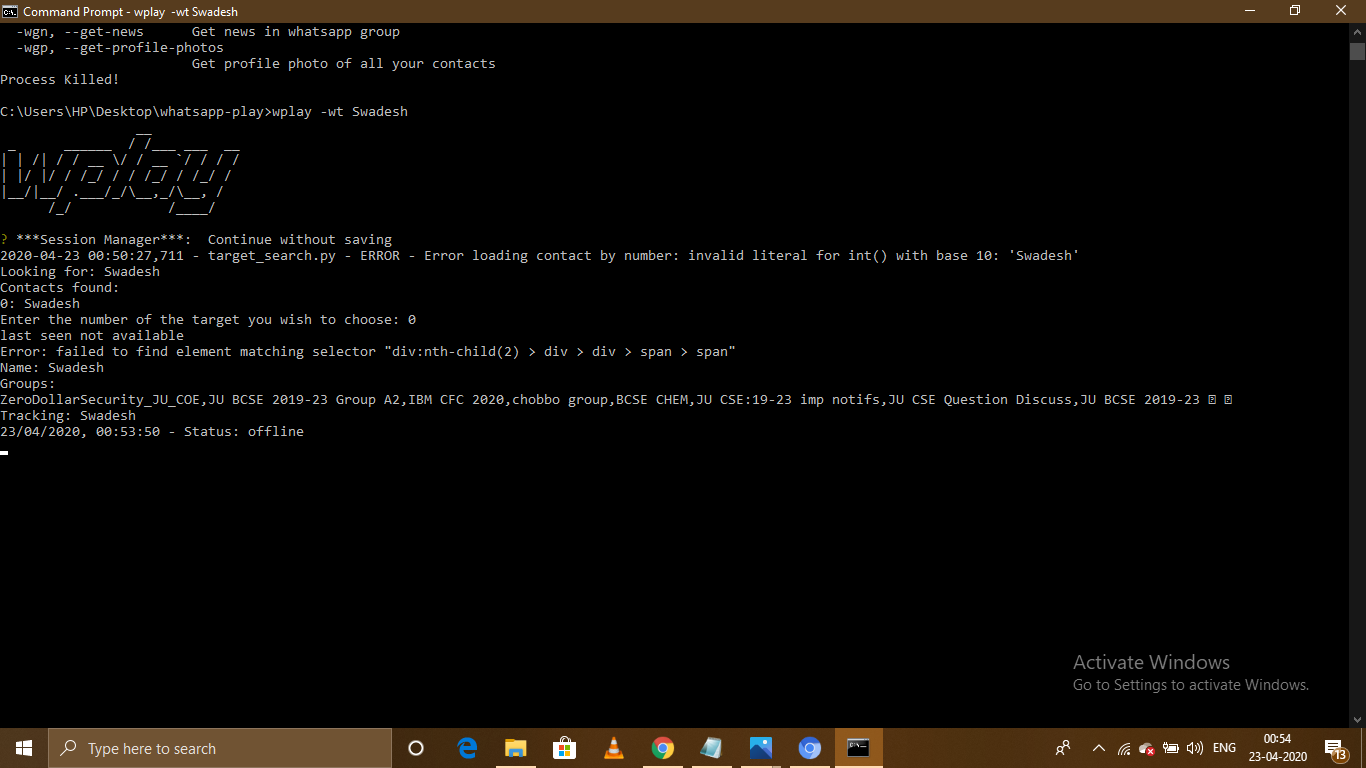 Command Prompt - wplay  -wt Swadesh
-wgn, --get-news      Get news in whatsapp group
-wgp, --get-profile-photos
Get profile photo of all your contacts
Process Killed!
C:\Users\HP\Desktop\whatsapp-play>wplay -wt Swadesh
wplay
? ***Session Manager***:  Continue without saving
2020-04-23 00:50:27,711 - target_search.py - ERROR - Error loading contact by number: invalid literal for int() with base 10: 'Swadesh'
Looking for: Swadesh
Contacts found:
0: Swadesh
Enter the number of the target you wish to choose: 0
last seen not available
Error: failed to find element matching selector "div:nth-child(2) > div > div > span > span"
Name: Swadesh
Groups:
ZeroDollarSecurity_JU_COE,JU BCSE 2019-23 Group A2,IBM CFC 2020,chobbo group,BCSE CHEM,JU CSE:19-23 imp notifs,JU CSE Question Discuss,JU BCSE 2019-23
Tracking: Swadesh
23/04/2020, 00:53:50 - Status: offline
Activate Windows
Go to Settings to activate Windows.
Type here to search
ENG
00:54
23-04-2020
13